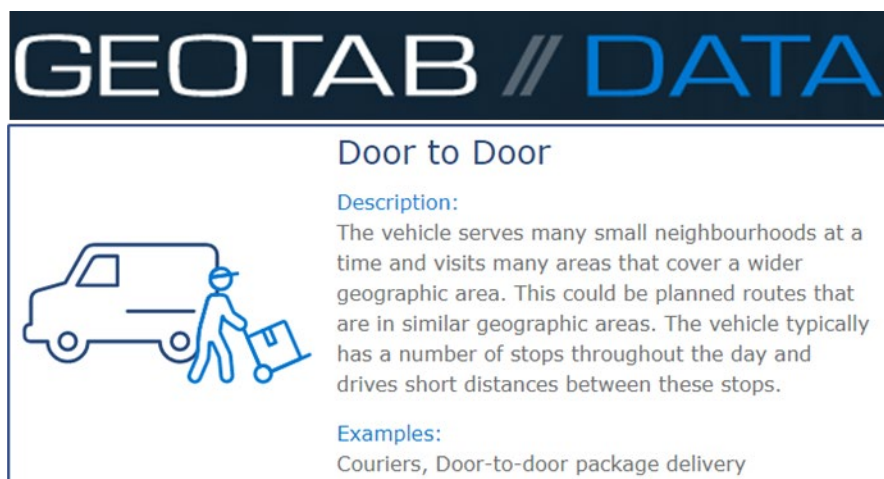 GEOTAB // DATA
Door to Door
Description:
The vehicle serves many small neighbourhoods at a
time and visits many areas that cover a wider
geographic area. This could be planned routes that
are in similar geographic areas. The vehicle typically
has a number of stops throughout the day and
drives short distances between these stops.
Examples:
Couriers, Door-to-door package delivery